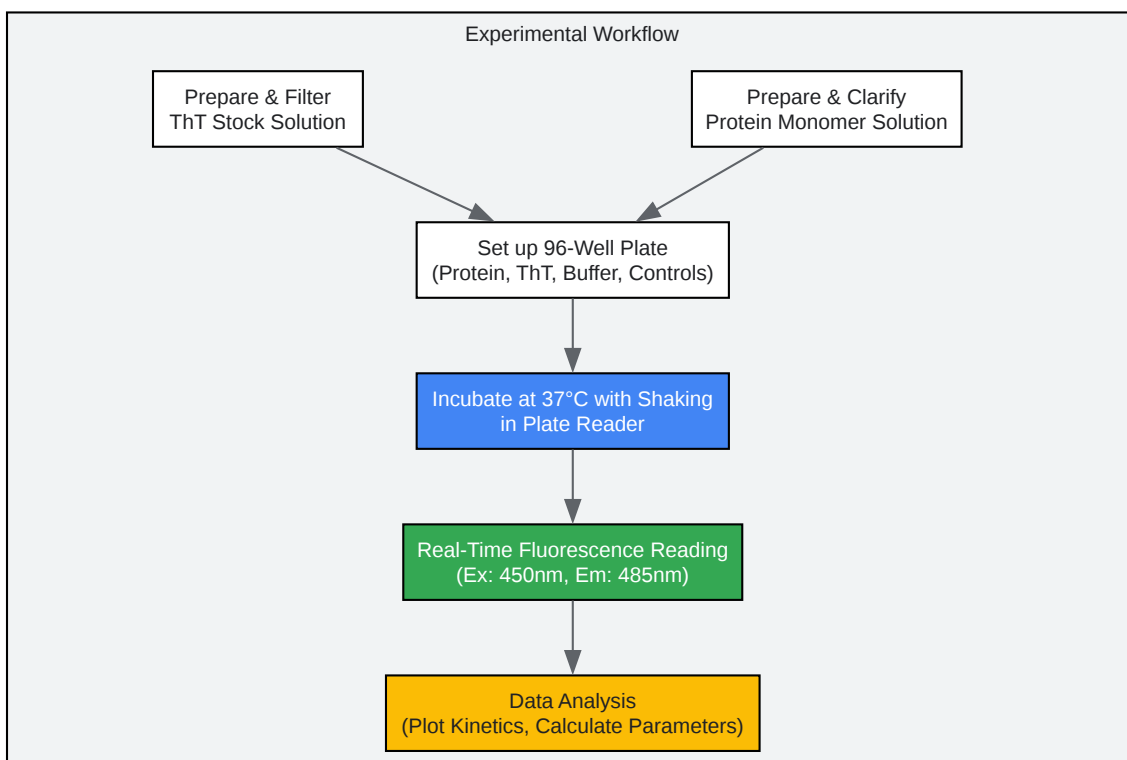 Experimental Workflow
Prepare & Filter
ThT Stock Solution
Prepare & Clarify
Protein Monomer Solution
Set up 96-Well Plate
(Protein, ThT, Buffer, Controls)
Incubate at 37°C with Shaking
in Plate Reader
Real-Time Fluorescence Reading
(Ex: 450nm, Em: 485nm)
Data Analysis
(Plot Kinetics, Calculate Parameters)